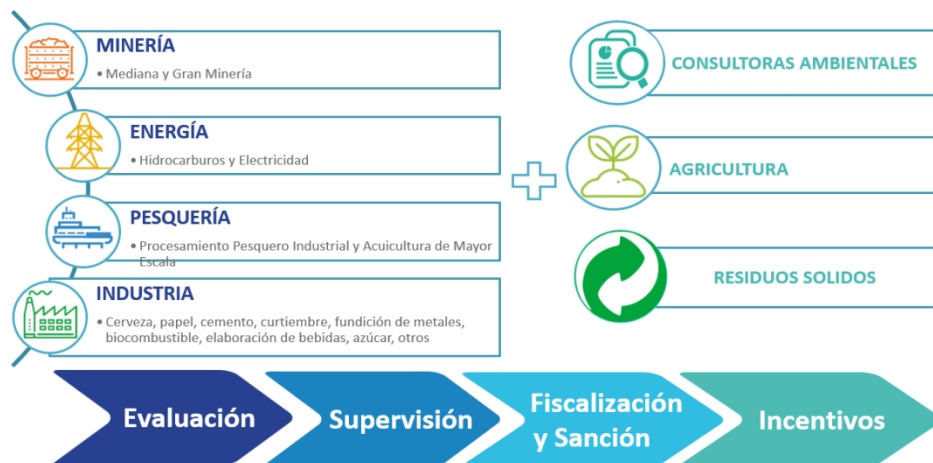 MINERÍA
• Mediana y Gran Minería
ENERGÍA
• Hidrocarburos y Electricidad
PESQUERÍA
• Procesamiento Pesquero Industrial y Acuicultura de Mayor
Escala
INDUSTRIA
• Cerveza, papel, cemento, curtiembre, fundición de metales,
biocombustible, elaboración de bebidas, azúcar, otros
CONSULTORAS AMBIENTALES
AGRICULTURA
RESIDUOS SOLIDOS
Evaluación
Supervisión
Fiscalización
y Sanción
Incentivos